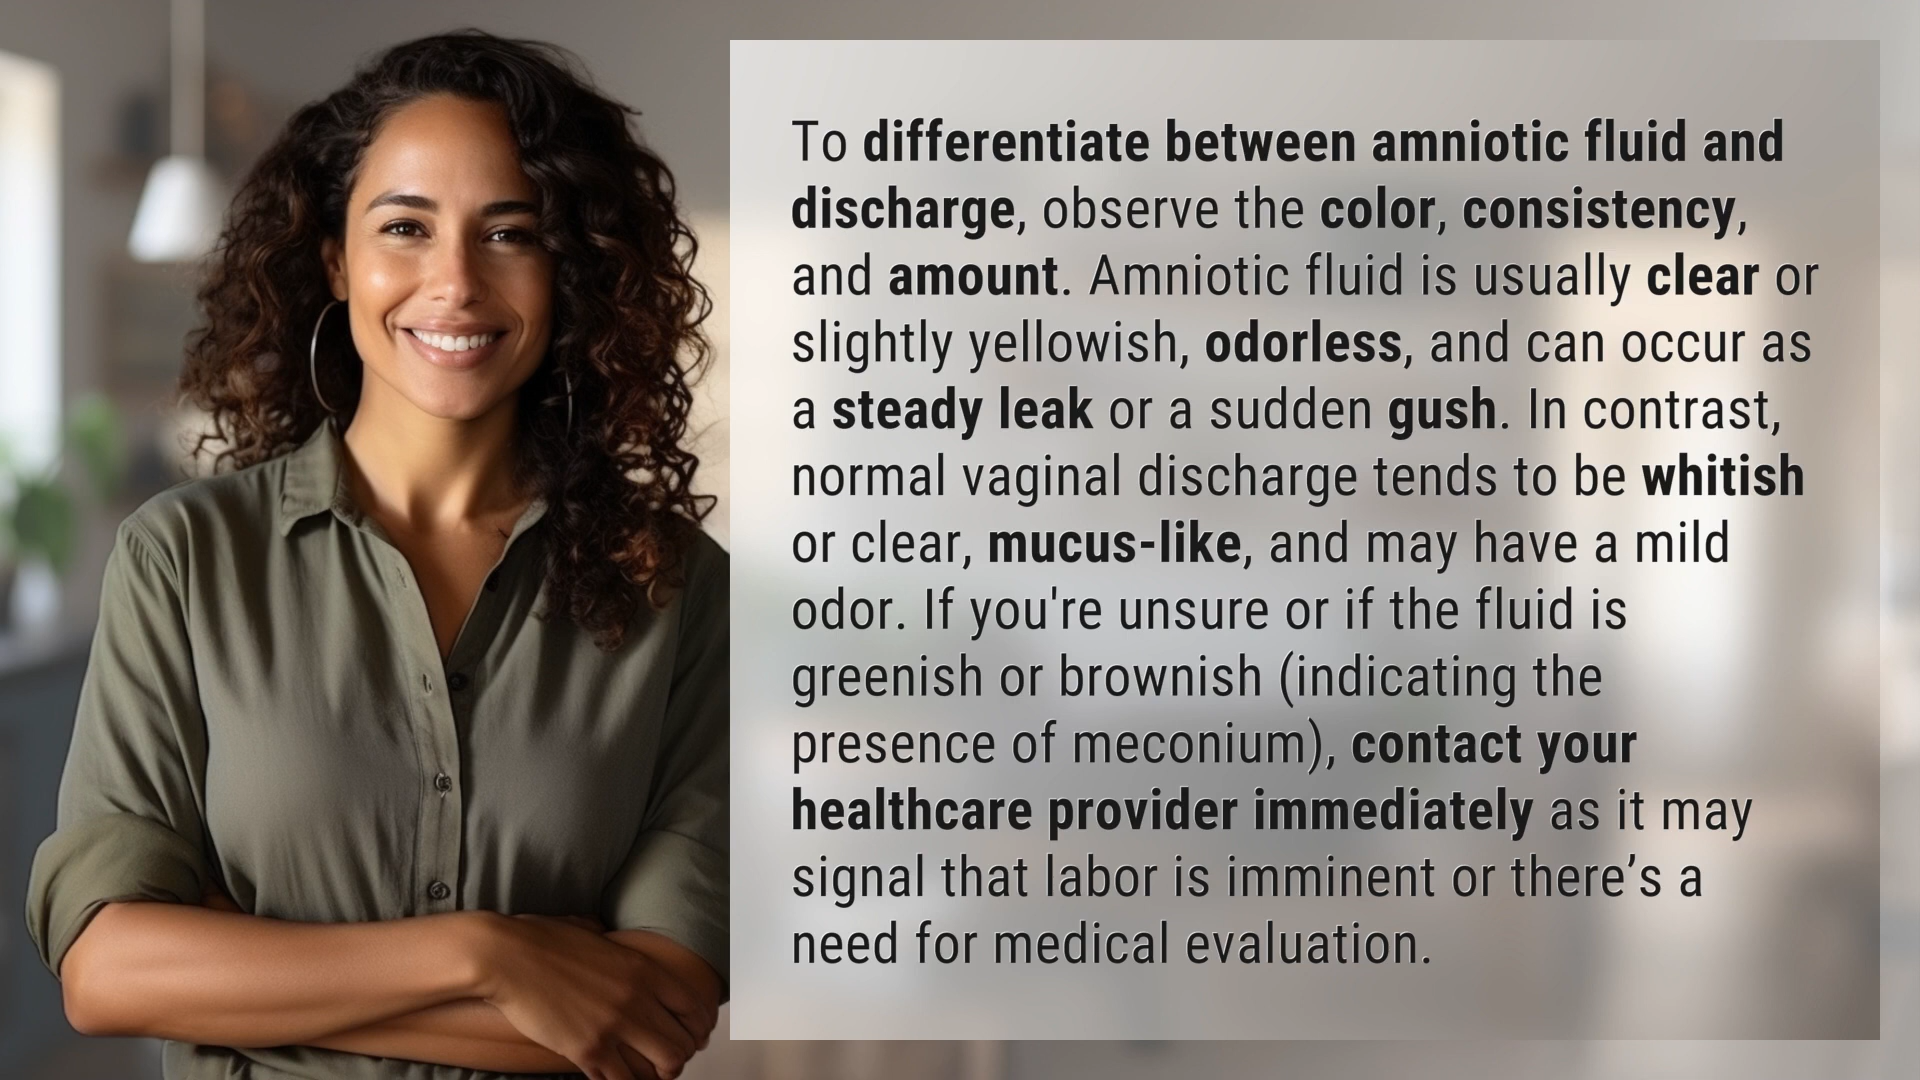 To differentiate between amniotic fluid and
discharge, observe the color, consistency,
and amount. Amniotic fluid is usually clear or
slightly yellowish, odorless, and can occur as
a steady leak or a sudden gush. In contrast,
normal vaginal discharge tends to be whitish
or clear, mucus-like, and may have a mild
odor. If you're unsure or if the fluid is
greenish or brownish (indicating the
presence of meconium), contact your
healthcare provider immediately as it may
signal that labor is imminent or there’s a
need for medical evaluation.